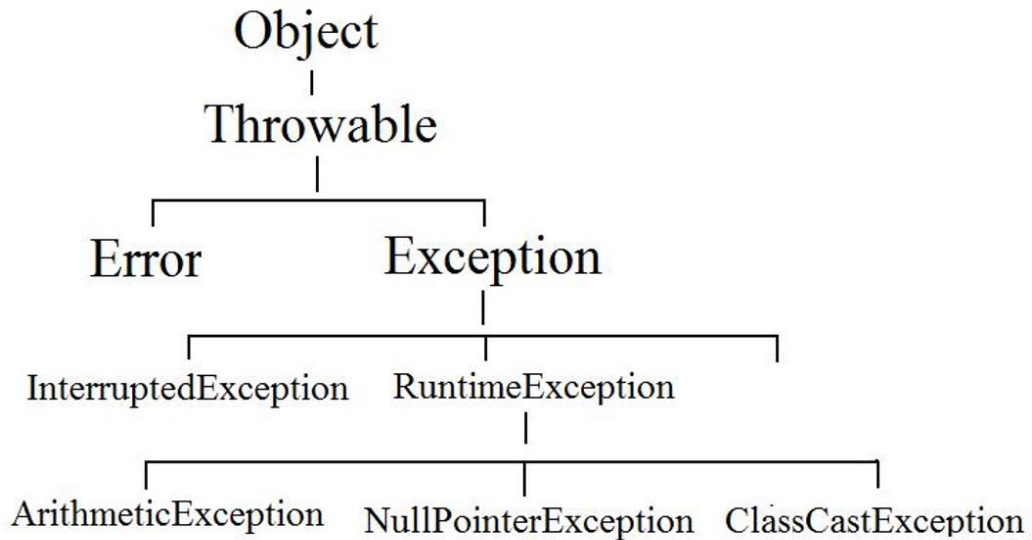 Object
Throwable
Error Exception
InterruptedException RuntimeException
ArithmeticException NullPointerException ClassCastException